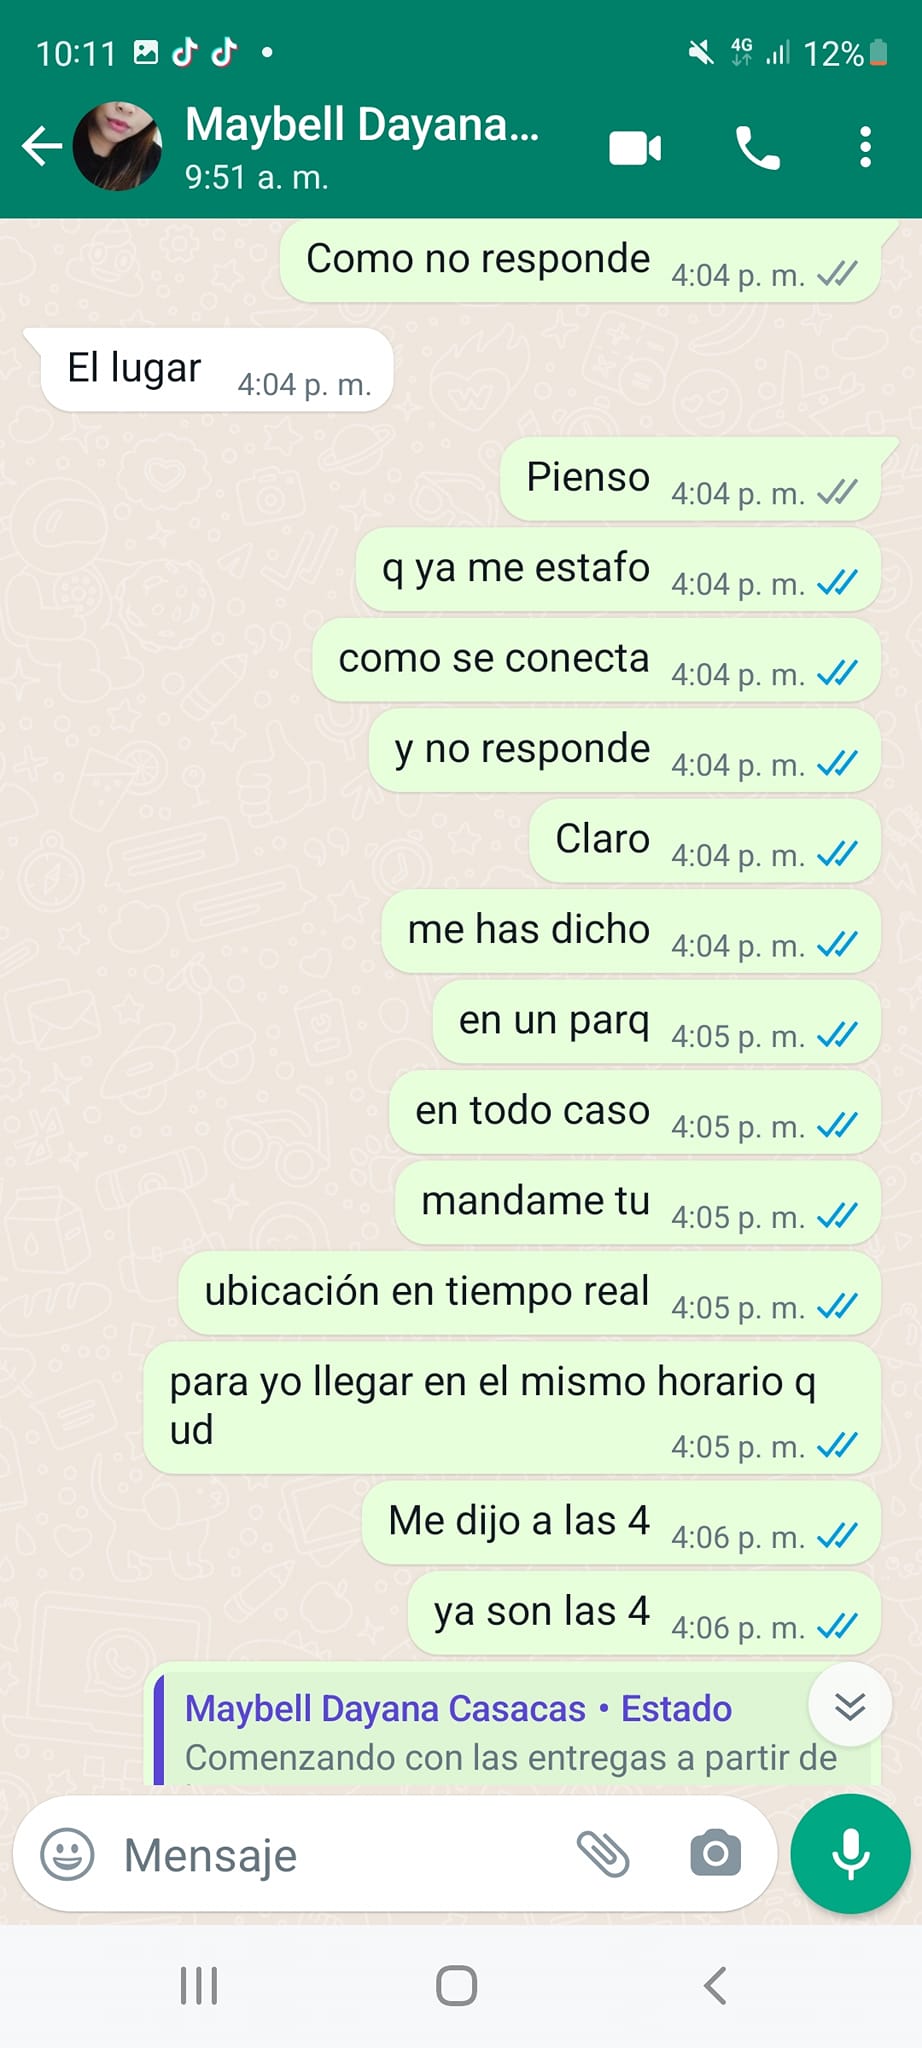 10:11
4G
12%
Maybell Dayana...
9:51 a. m.
Como no responde 4:04 p. m.
El lugar 4:04 p. m.
Pienso 4:04 p. m.
q ya me estafo 4:04 p. m.
como se conecta 4:04 p. m.
y no responde 4:04 p. m.
Claro 4:04 p. m.
me has dicho 4:04 p. m.
en un parq 4:05 p. m.
en todo caso 4:05 p. m.
mandame tu 4:05 p. m.
ubicación en tiempo real 4:05 p. m.
para yo llegar en el mismo horario q
ud 4:05 p. m.
Me dijo a las 4 4:06 p. m.
ya son las 4 4:06 p. m.
Maybell Dayana Casacas • Estado
Comenzando con las entregas a partir de
Mensaje